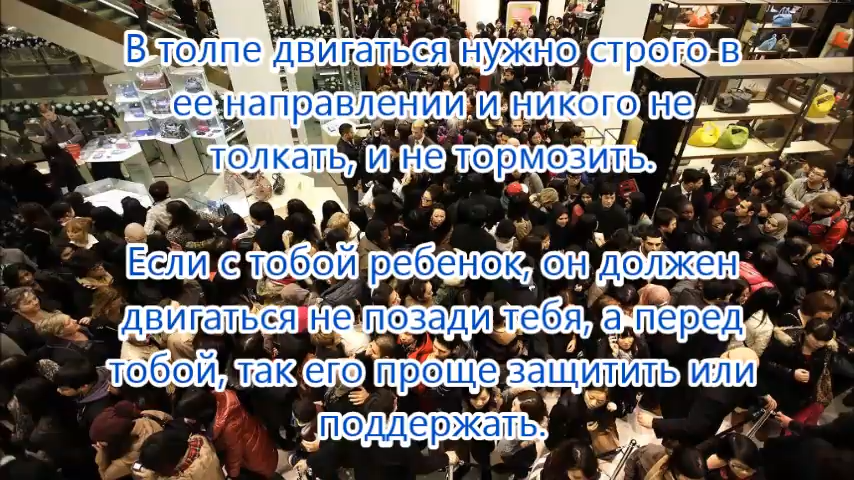 В толпе двигаться нужно строго в
ее направлении и никого не
толкать, и не тормозить.
Если с тобой ребенок, он должен
двигаться не позади тебя, а перед
тобой, так его проще защитить или
поддержать.